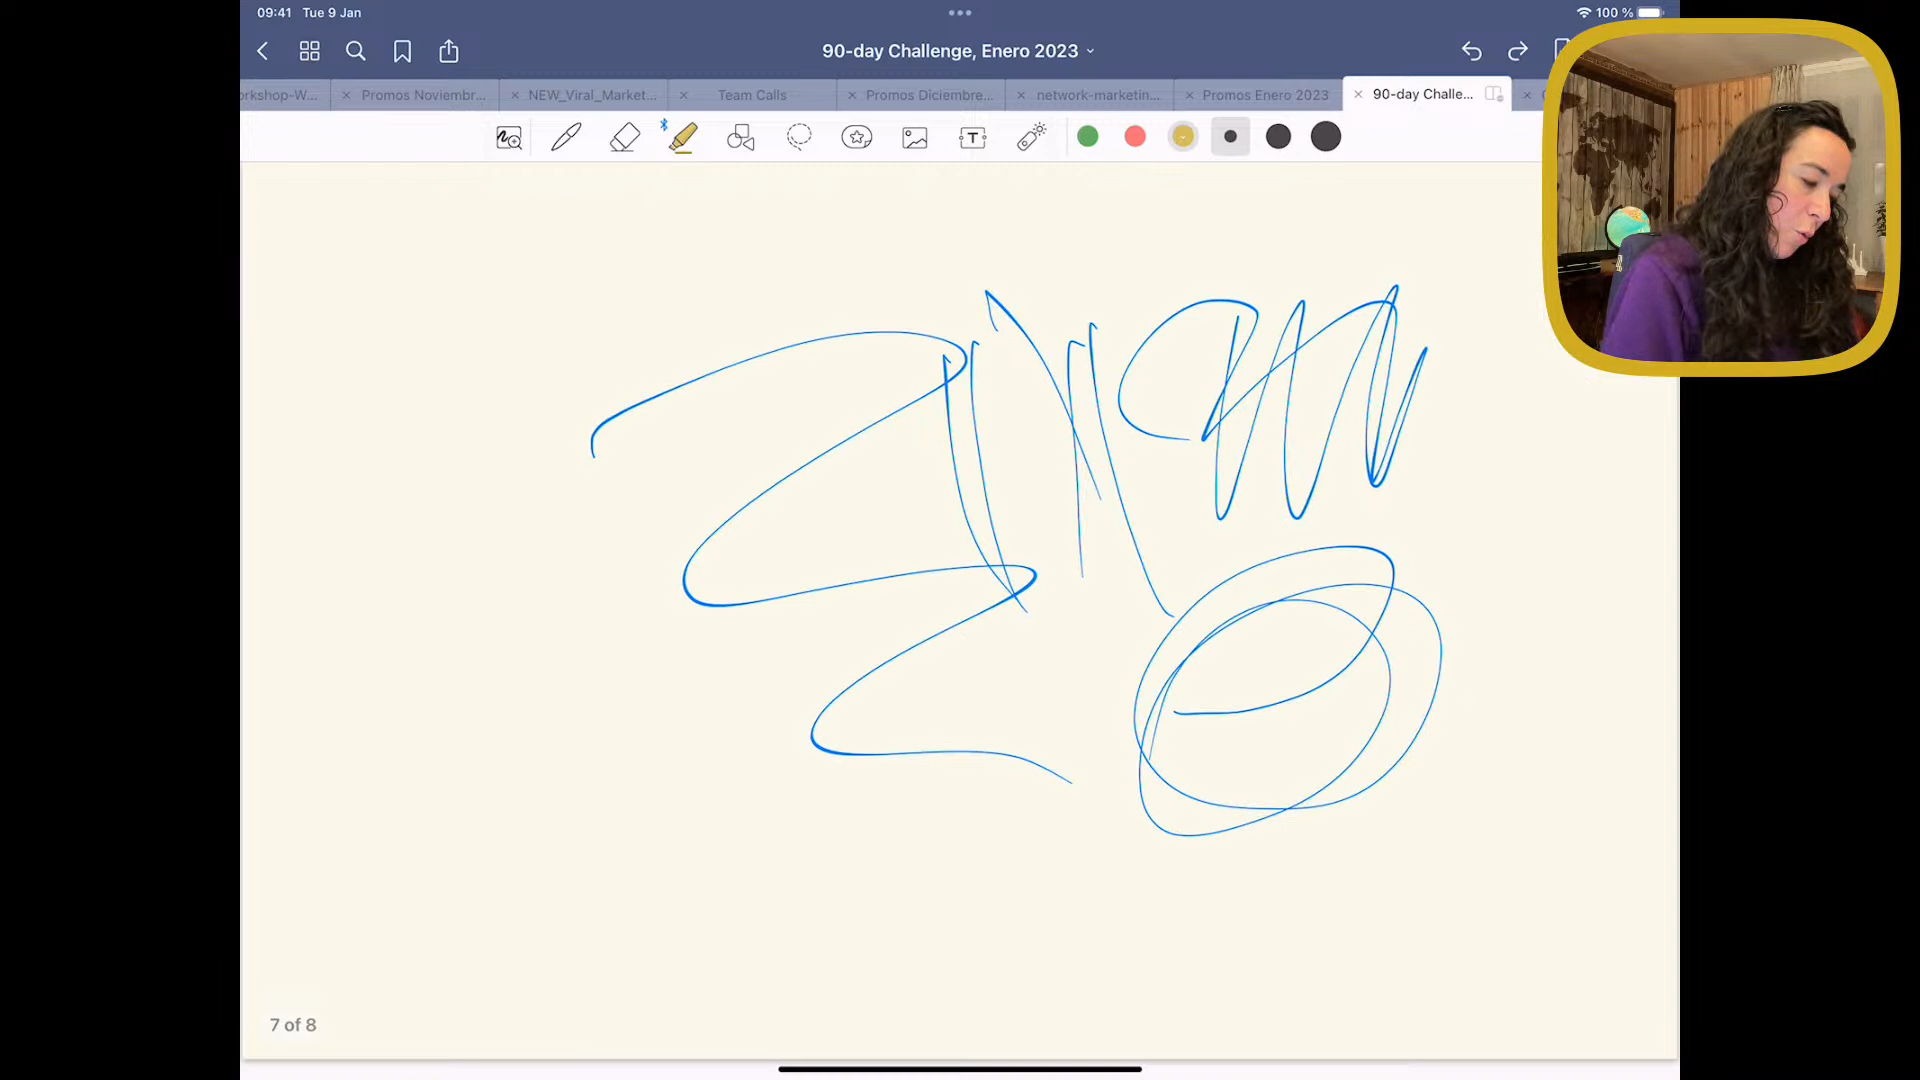 09:41 Tue 9 Jan
100 %
90-day Challenge, Enero 2023
orkshop-W...
Promos Noviembr...
NEW_Viral_Market...
Team Calls
Promos Diciembre...
network-marketin...
Promos Enero 2023
90-day Challe...
T
7 of 8